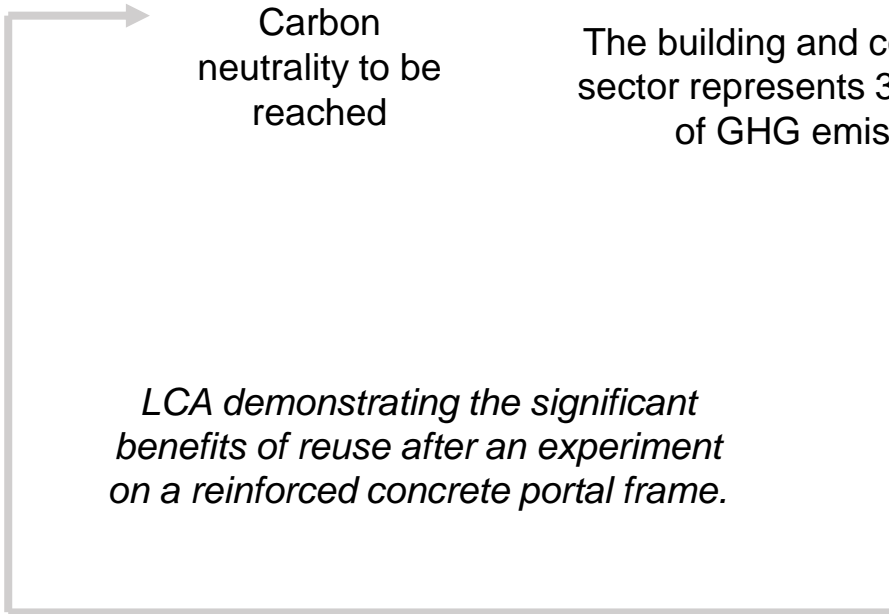 Carbon
neutrality to be
reached
The building and
sector represents
of GHG
LCA demonstrating the significant
benefits of reuse after an experiment
on a reinforced concrete portal frame.